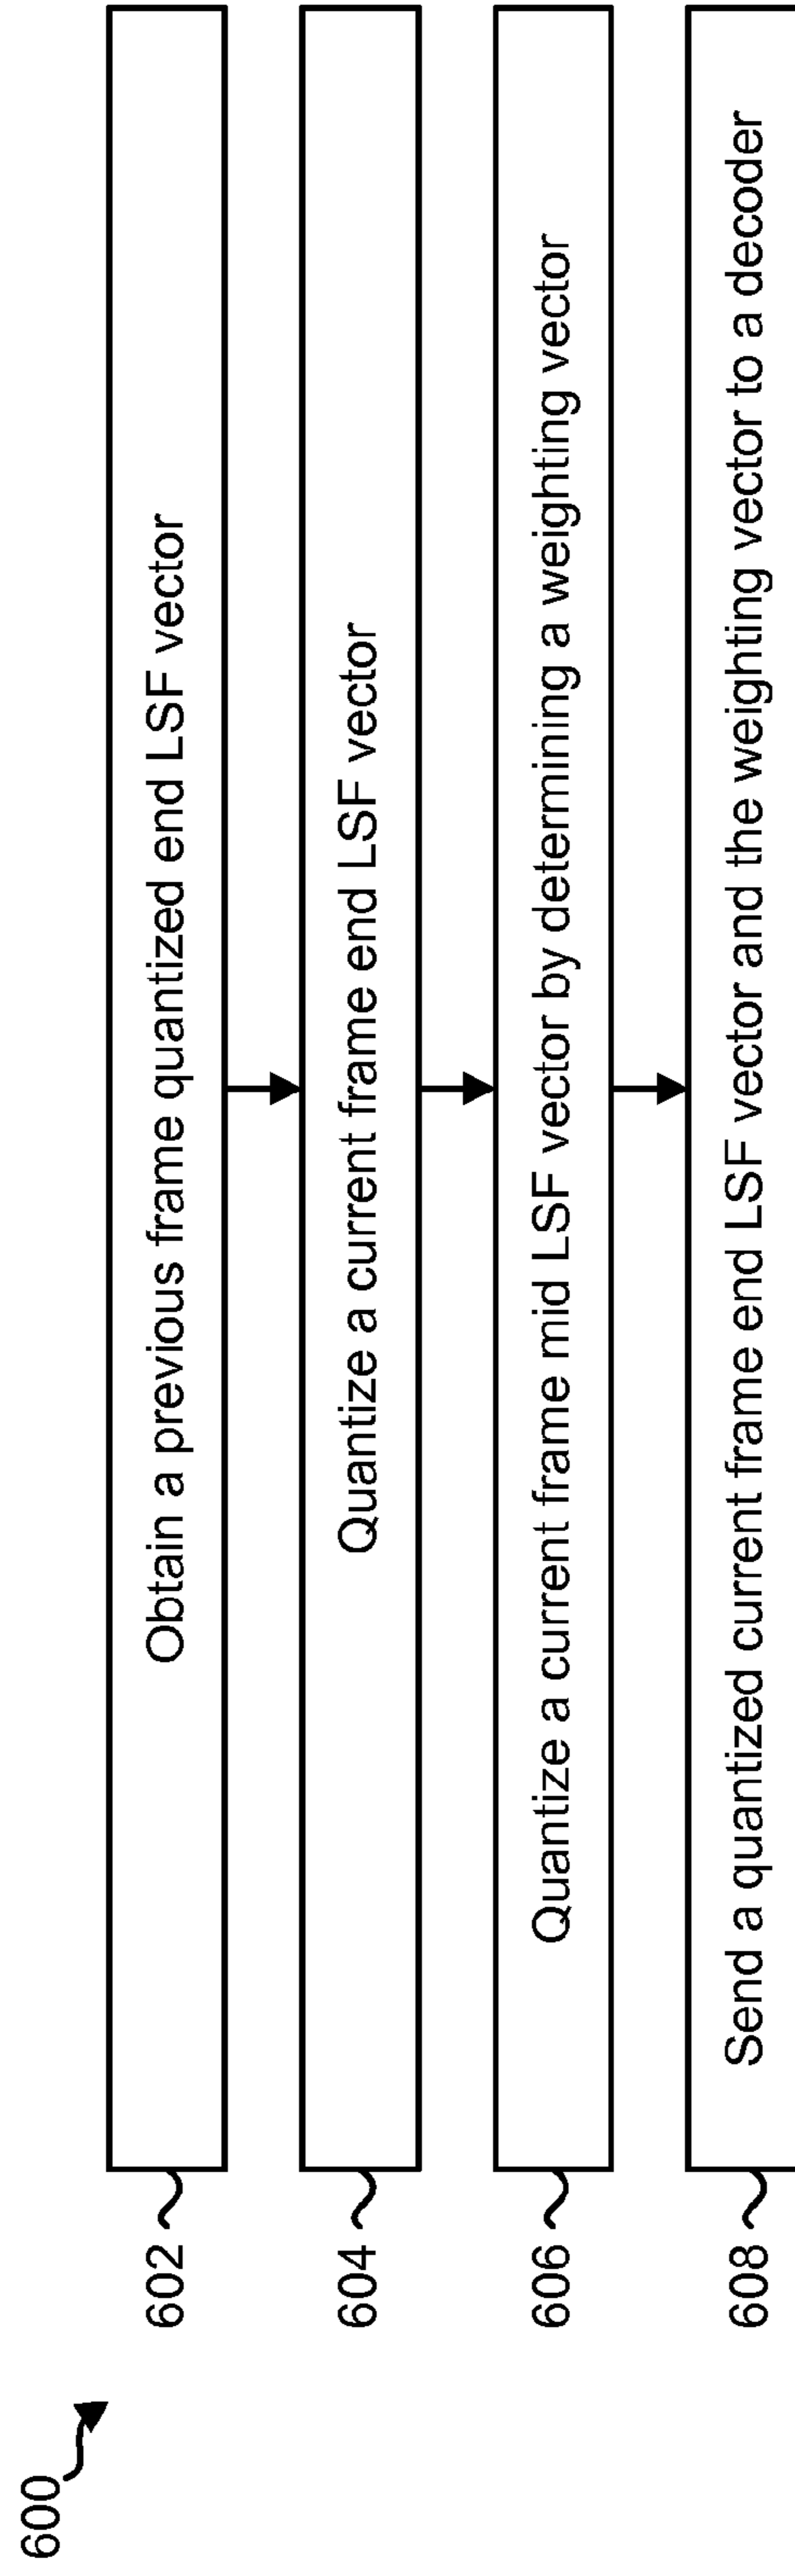 600
602
Obtain a previous frame quantized end LSF vector
604
Quantize a current frame end LSF vector
606
Quantize a current frame mid LSF vector by determining a weighting vector
608
Send a quantized current frame end LSF vector and the weighting vector to a decoder